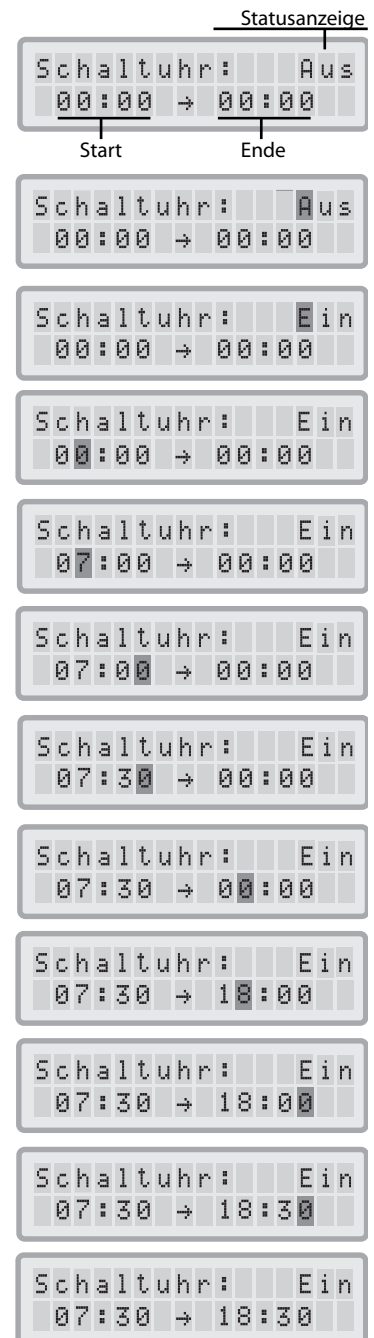 Statusanzeige
Schaltuhr: Aus
00:00 → 00:00
Start Ende
Schaltuhr: Aus
00:00 → 00:00
Schaltuhr: Ein
00:00 → 00:00
Schaltuhr: Ein
00:00 → 00:00
Schaltuhr: Ein
07:00 → 00:00
Schaltuhr: Ein
07:00 → 00:00
Schaltuhr: Ein
07:30 → 00:00
Schaltuhr: Ein
07:30 → 00:00
Schaltuhr: Ein
07:30 → 18:00
Schaltuhr: Ein
07:30 → 18:00
Schaltuhr: Ein
07:30 → 18:30
Schaltuhr: Ein
07:30 → 18:30